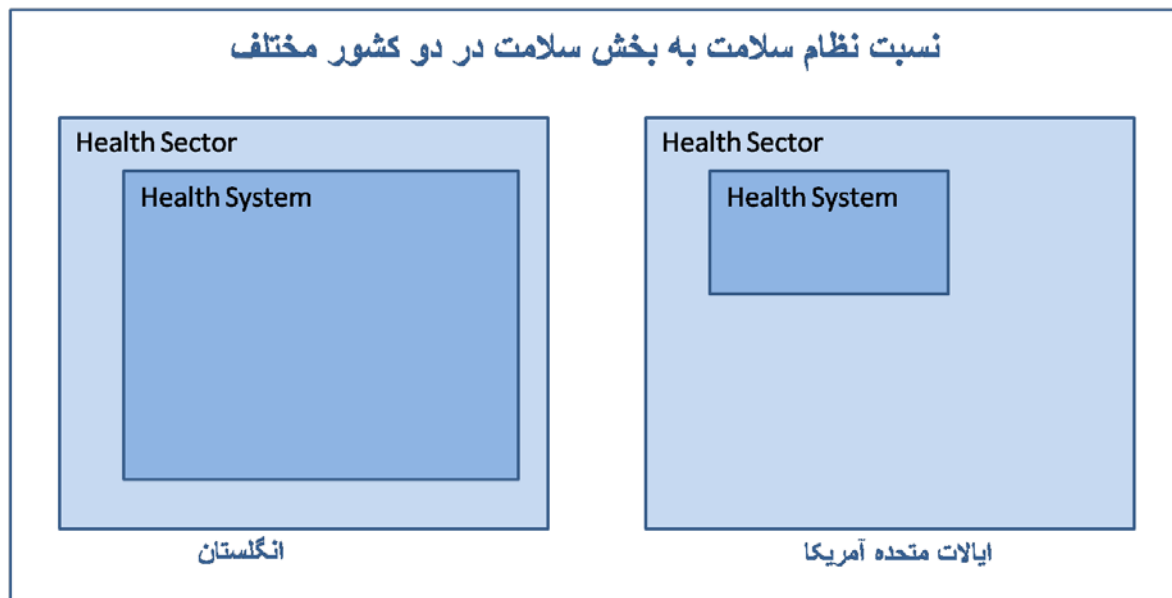 نسبت نظام سلامت به بخش سلامت در دو کشور مختلف
Health Sector
Health System
انگلستان
Health Sector
Health System
ایالات متحده آمریکا